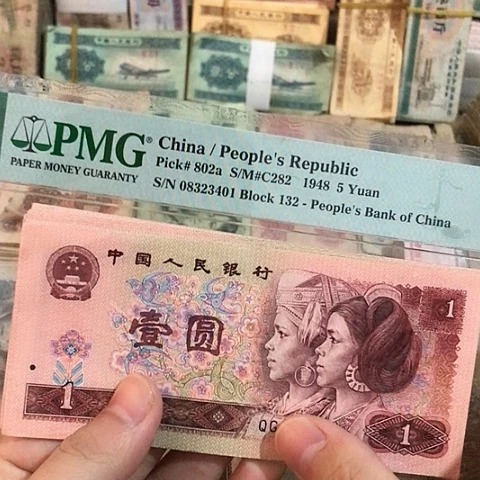 PMG®
PAPER MONEY GUARANTY
China / People's Republic
Pick# 802a S/M#C282 1948 5 Yuan
S/N 08323401 Block 132 - People's Bank of China
中国人民银行
壹圆
1
1
1
QG